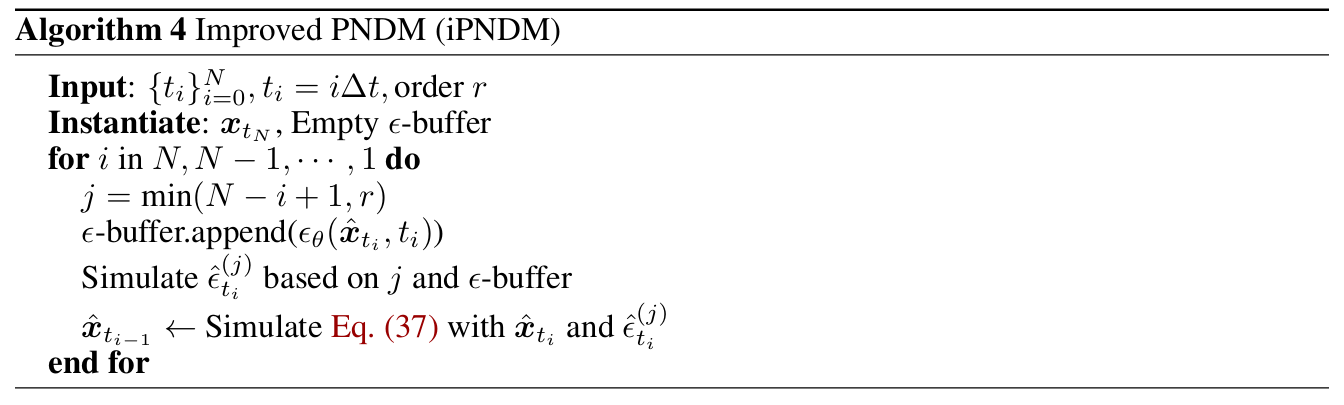 Algorithm 4 Improved PNDM (iPNDM)
Input: $\{t_i\}_{i=0}^{N}, t_i = i\Delta t$, order $r$
Instantiate: $\boldsymbol{x}_{t_N}$, Empty $\epsilon$-buffer
for $i$ in $N, N-1, \cdots, 1$ do
$j = \min(N - i + 1, r)$
$\epsilon$-buffer.append($\epsilon_\theta(\hat{\boldsymbol{x}}_{t_i}, t_i)$)
Simulate $\hat{\epsilon}_{t_i}^{(j)}$ based on $j$ and $\epsilon$-buffer
$\hat{\boldsymbol{x}}_{t_{i-1}} \leftarrow$ Simulate Eq. (37) with $\hat{\boldsymbol{x}}_{t_i}$ and $\hat{\epsilon}_{t_i}^{(j)}$
end for